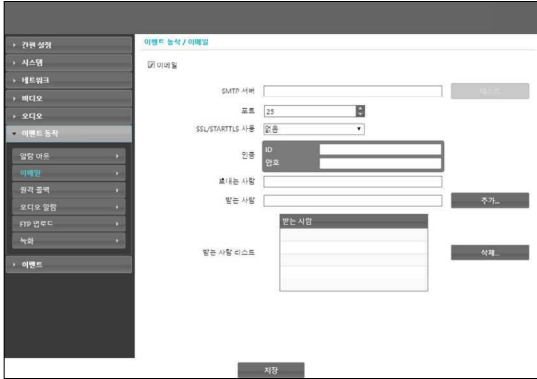 이벤트 동작 / 이메일
간편 설정
시스템
네트워크
비디오
오디오
이벤트 동작
알람 아웃
이메일
원격 콜백
오디오 알람
FTP 업로드
녹화
이벤트
이메일
SMTP 서버
테스트
포트 25
SSL/STARTTLS 사용 없음
인증 ID
암호
보내는 사람
받는 사람 추가...
받는 사람
받는 사람 리스트 삭제...
저장